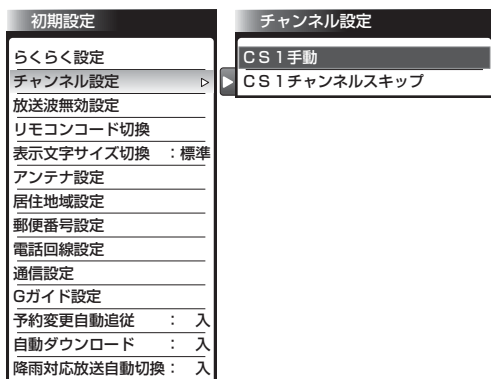 初期設定
らくらく設定
チャンネル設定
放送波無効設定
リモコンコード切換
表示文字サイズ切換 ：標準
アンテナ設定
居住地域設定
郵便番号設定
電話回線設定
通信設定
Gガイド設定
予約変更自動追従 ： 入
自動ダウンロード ： 入
降雨対応放送自動切換： 入
チャンネル設定
ＣＳ１手動
ＣＳ１チャンネルスキップ